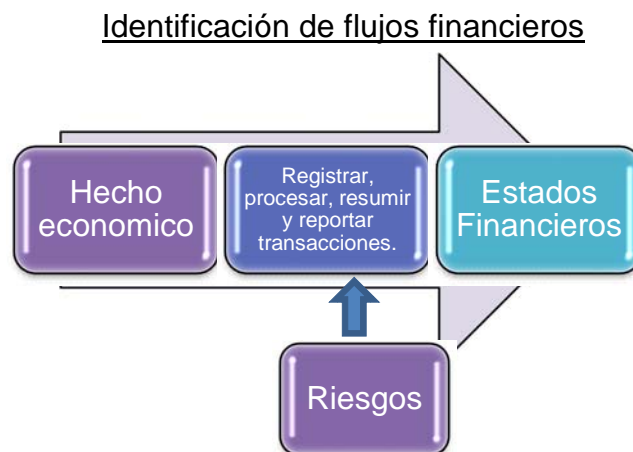 Identificación de flujos financieros
Hecho
economico
Registrar,
procesar, resumir
y reportar
transacciones.
Estados
Financieros
Riesgos